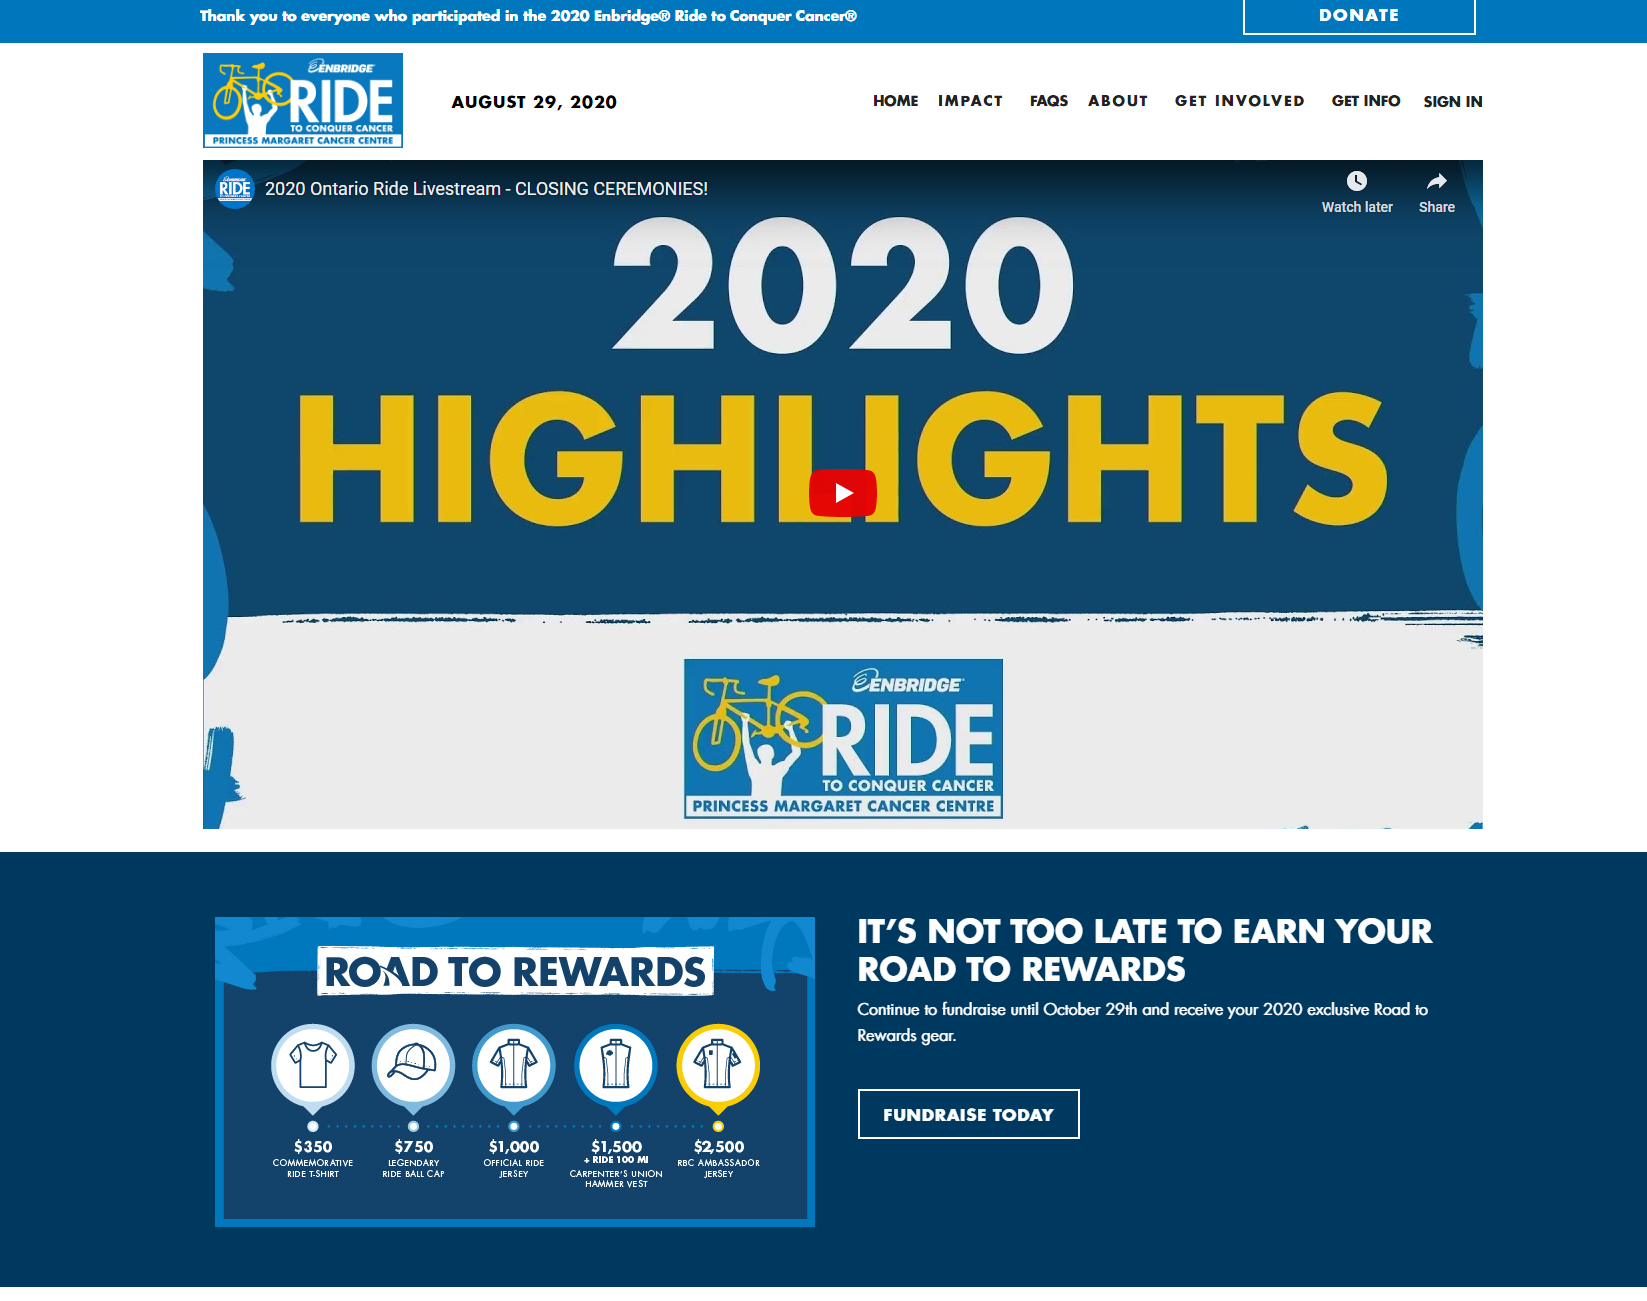 Thank you to everyone who participated in the 2020 Enbridge® Ride to Conquer Cancer®
DONATE
ENBRIDGE
RIDE
TO CONQUER CANCER
PRINCESS MARGARET CANCER CENTRE
AUGUST 29, 2020
HOME IMPACT FAQS ABOUT GET INVOLVED GET INFO SIGN IN
RIDE
2020 Ontario Ride Livestream - CLOSING CEREMONIES!
Watch later
Share
2020
HIGHLIGHTS
ENBRIDGE
RIDE
TO CONQUER CANCER
PRINCESS MARGARET CANCER CENTRE
ROAD TO REWARDS
$350
COMMEMORATIVE
RIDE T-SHIRT
$750
LEGENDARY
RIDE BALL CAP
$1,000
OFFICIAL RIDE
JERSEY
$1,500
+ RIDE 100 MI
CARPENTER'S UNION
HAMMER VEST
$2,500
RBC AMBASSADOR
JERSEY
IT'S NOT TOO LATE TO EARN YOUR
ROAD TO REWARDS
Continue to fundraise until October 29th and receive your 2020 exclusive Road to
Rewards gear.
FUNDRAISE TODAY